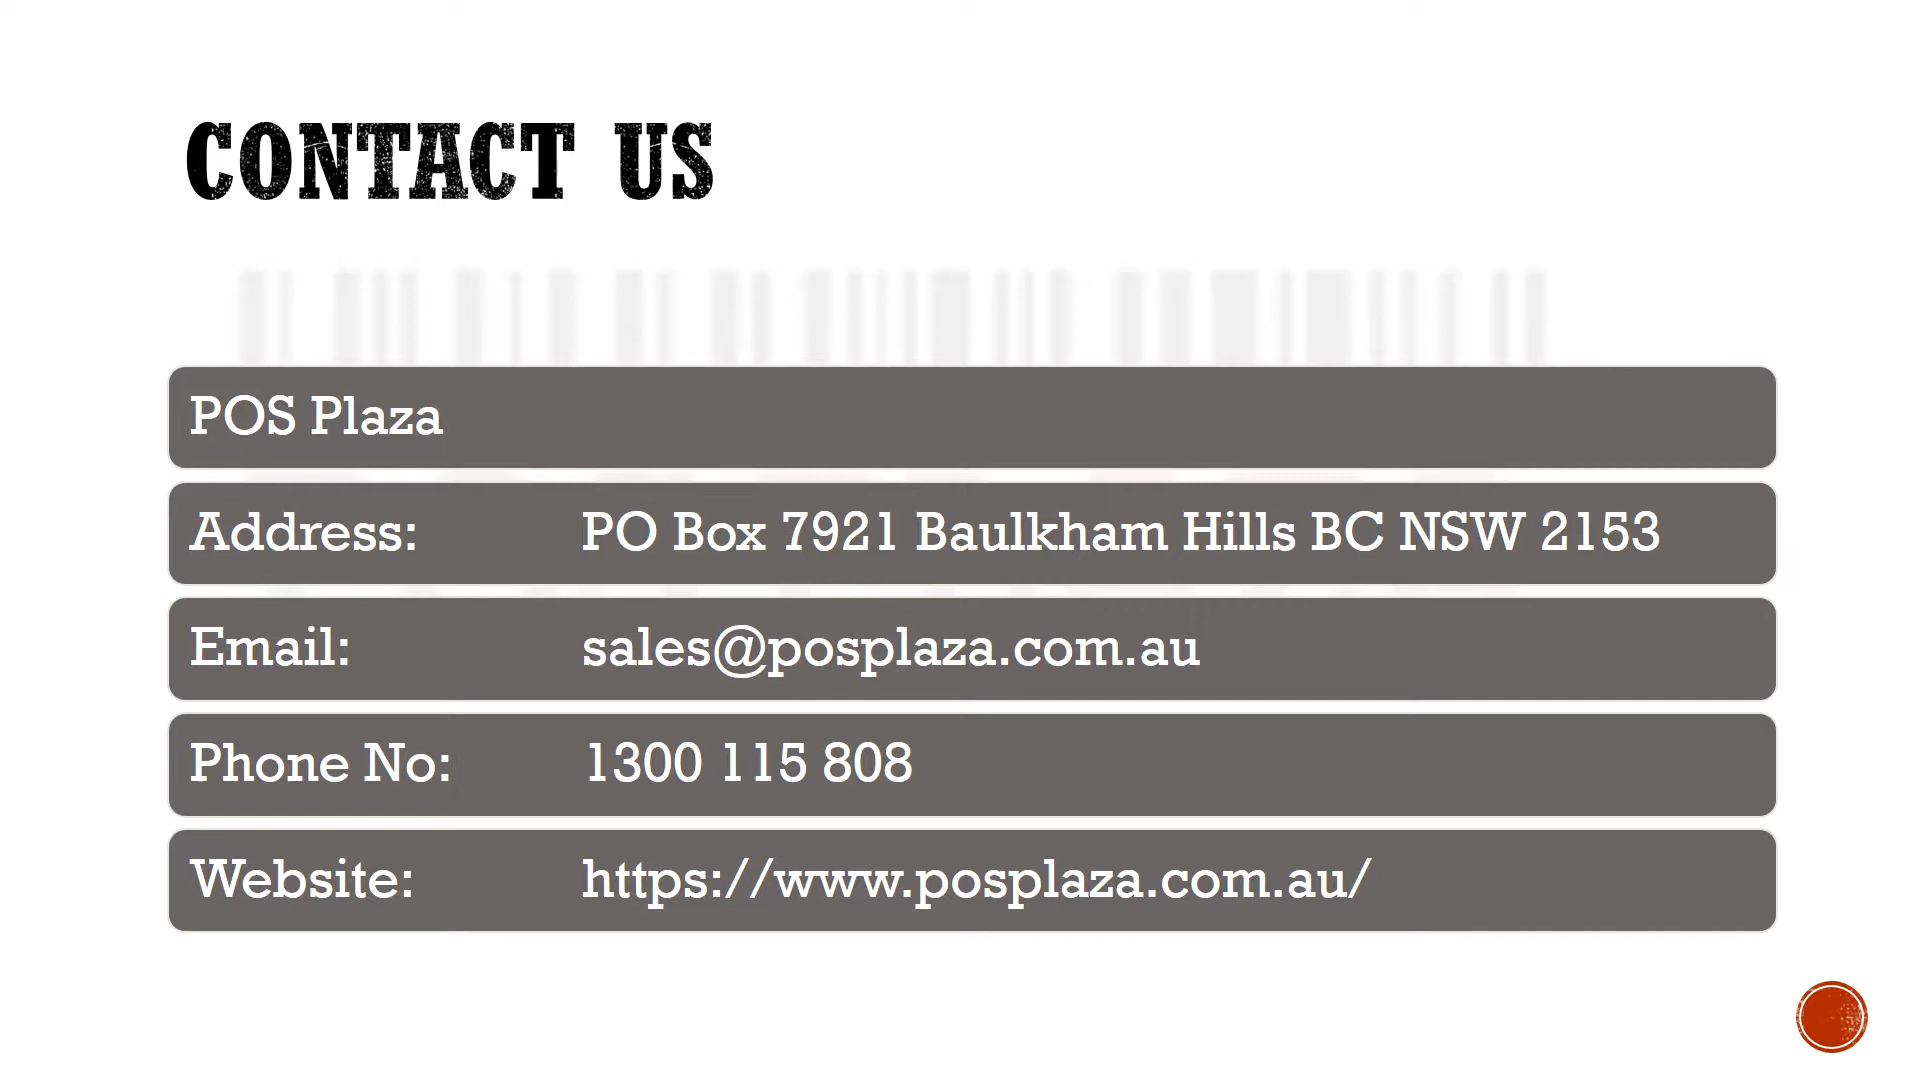 CONTACT US
POS Plaza
Address: PO Box 7921 Baulkham Hills BC NSW 2153
Email: sales@posplaza.com.au
Phone No: 1300 115 808
Website: https://www.posplaza.com.au/